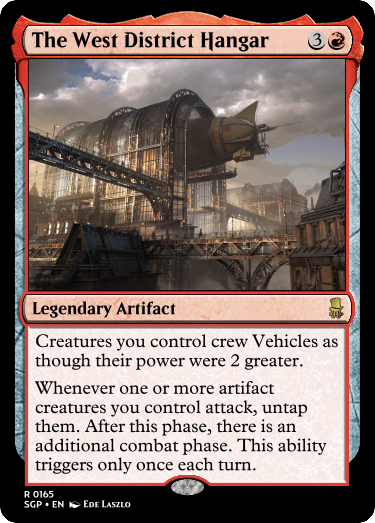 The West District Hangar 3
Legendary Artifact
Creatures you control crew Vehicles as
though their power were 2 greater.
Whenever one or more artifact
creatures you control attack, untap
them. After this phase, there is an
additional combat phase. This ability
triggers only once each turn.
R 0165
SGP • EN Ede Laszlo